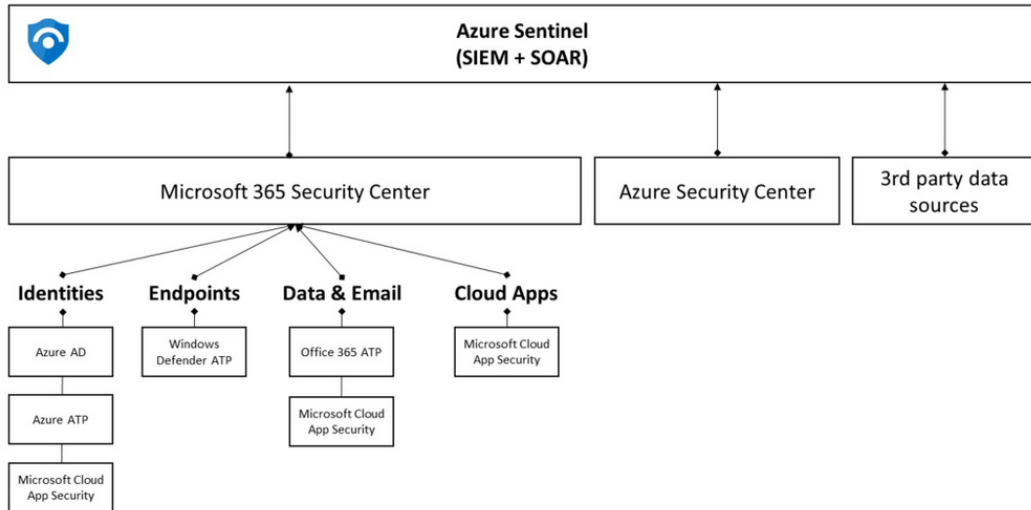 Azure Sentinel
(SIEM + SOAR)
Microsoft 365 Security Center
Azure Security Center
3rd party data
sources
Identities
Endpoints
Data & Email
Cloud Apps
Azure AD
Windows
Defender ATP
Office 365 ATP
Microsoft Cloud
App Security
Azure ATP
Microsoft Cloud
App Security
Microsoft Cloud
App Security